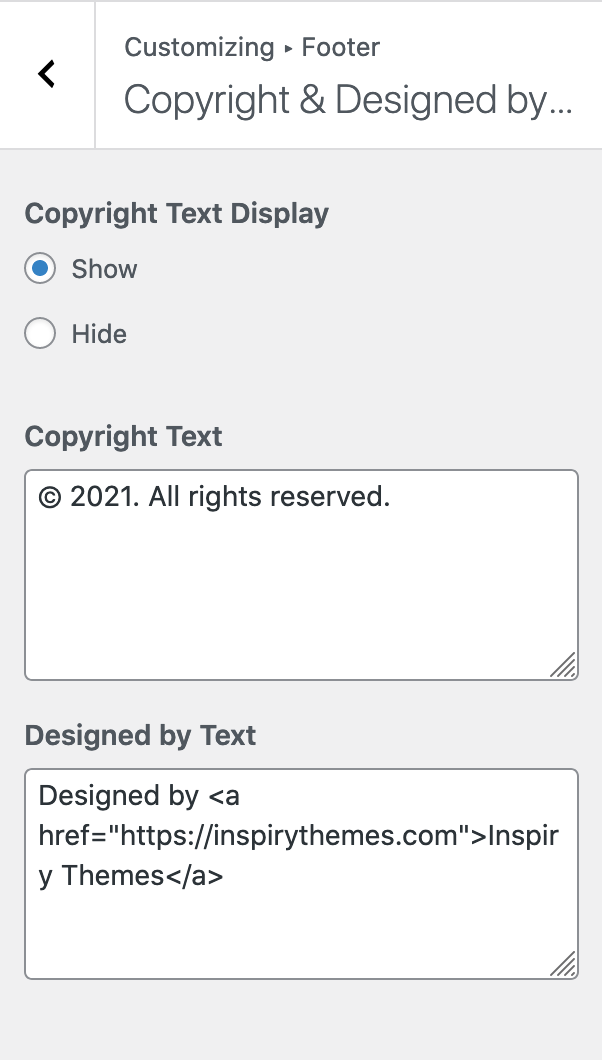 Customizing ▸ Footer
Copyright & Designed by...
Copyright Text Display
Show
Hide
Copyright Text
© 2021. All rights reserved.
Designed by Text
Designed by <a
href="https://inspirythemes.com">Inspir
y Themes</a>